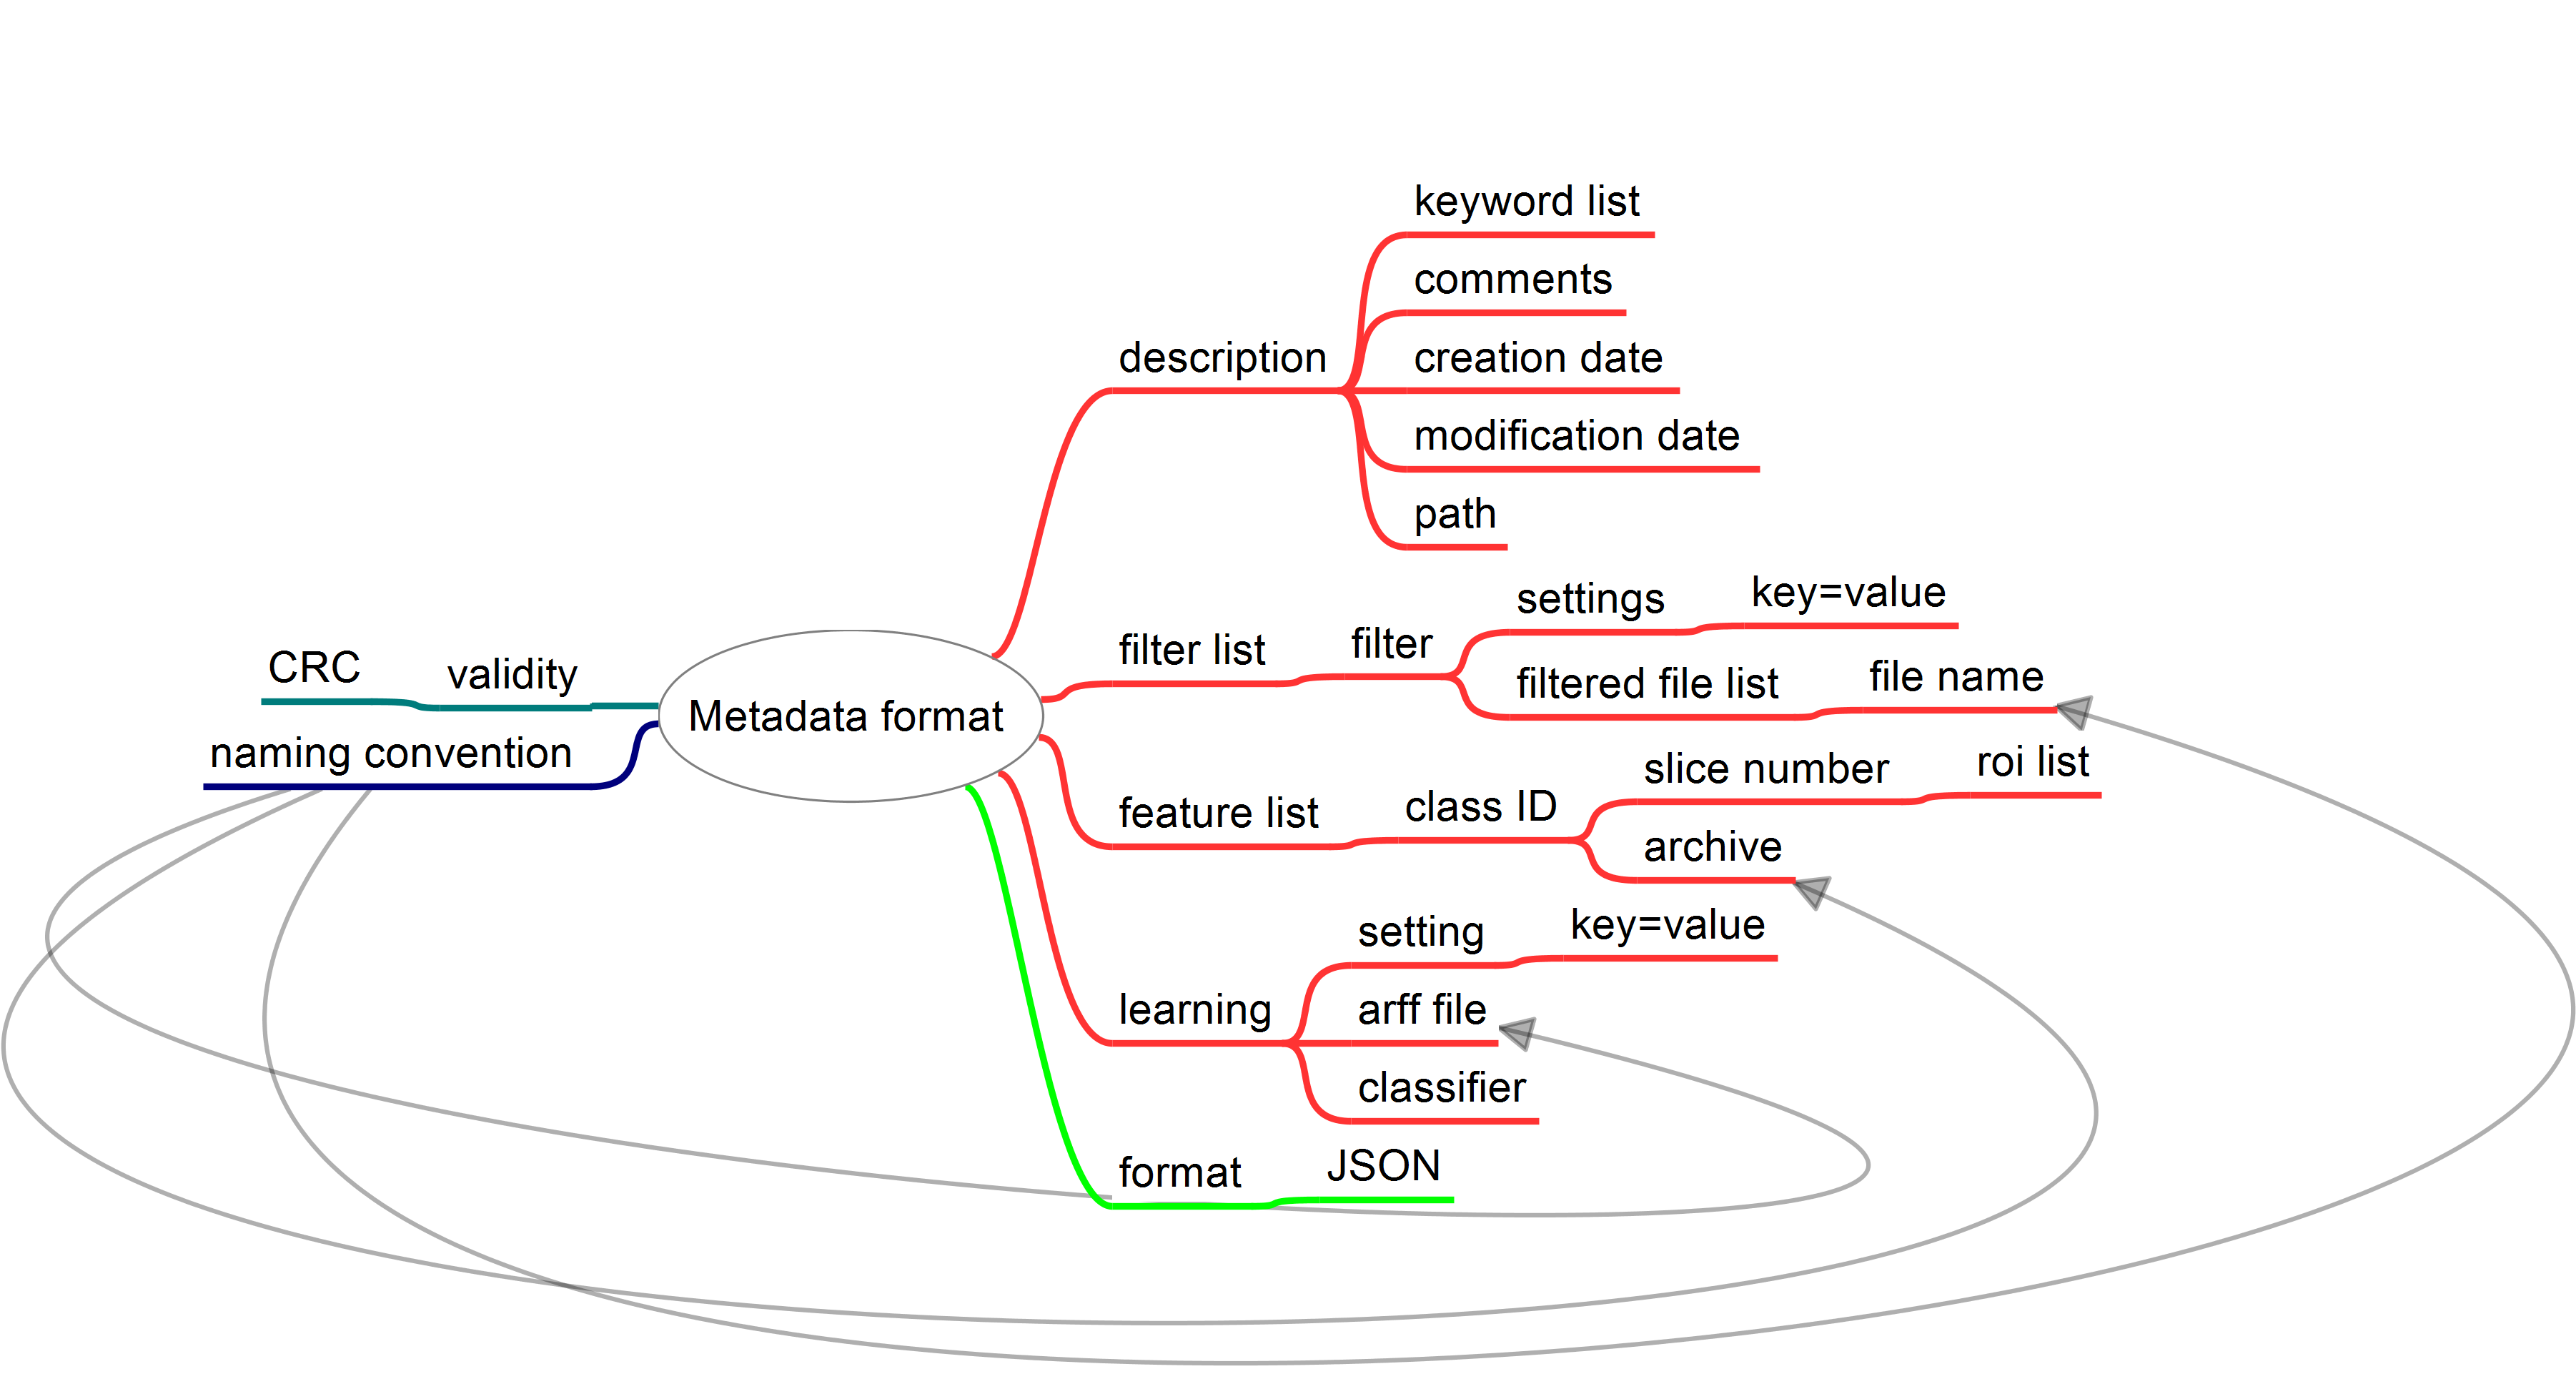 keyword list
comments
creation date
description
modification date
path
settings
key=value
filter list
filter
filtered file list
file name
CRC
validity
Metadata format
naming convention
slice number
roi list
feature list
class ID
archive
setting
key=value
learning
arff file
classifier
format
JSON